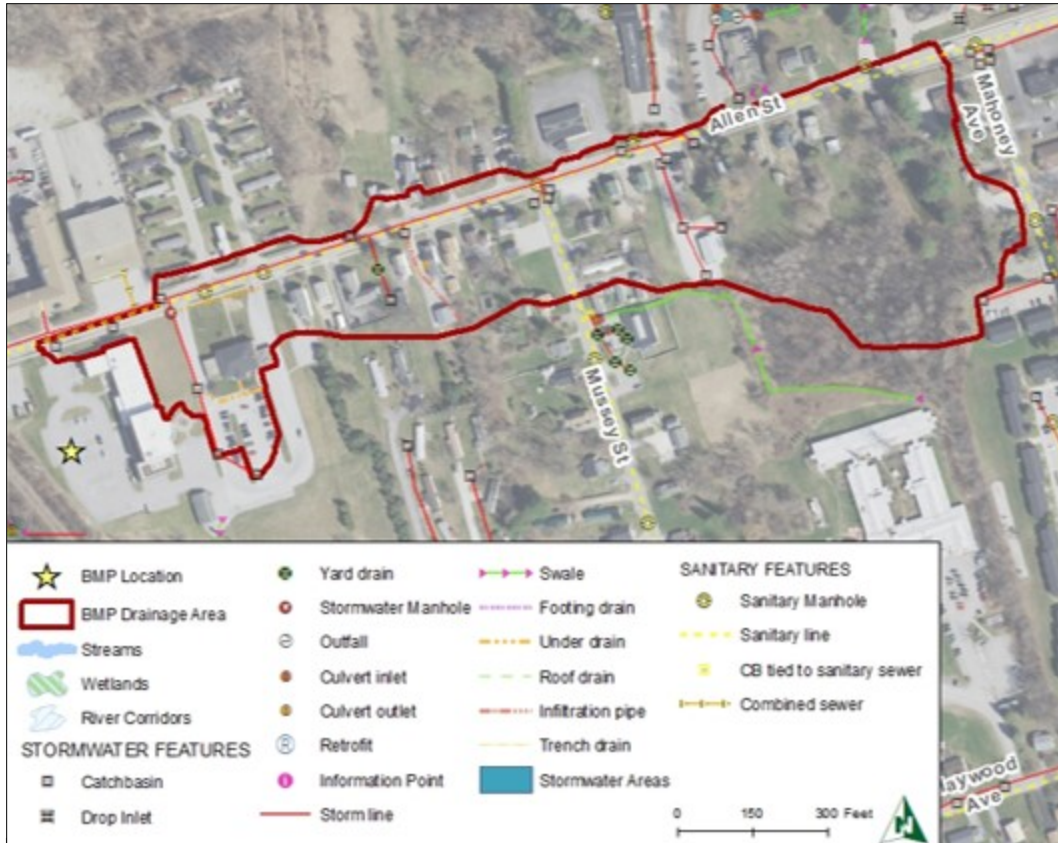 Allen St
Mahoney
Ave
Mussey St
BMP Location
BMP Drainage Area
Streams
Wetlands
River Corridors
STORMWATER FEATURES
Catchbasin
Drop Inlet
Yard drain
Stormwater Manhole
Outfall
Culvert inlet
Culvert outlet
R Retrofit
Information Point
Storm line
Swale
Footing drain
Under drain
Roof drain
Infiltration pipe
Trench drain
Stormwater Areas
SANITARY FEATURES
Sanitary Manhole
Sanitary line
CB tied to sanitary sewer
Combined sewer
0 150 300 Feet
N
Haywood
Ave